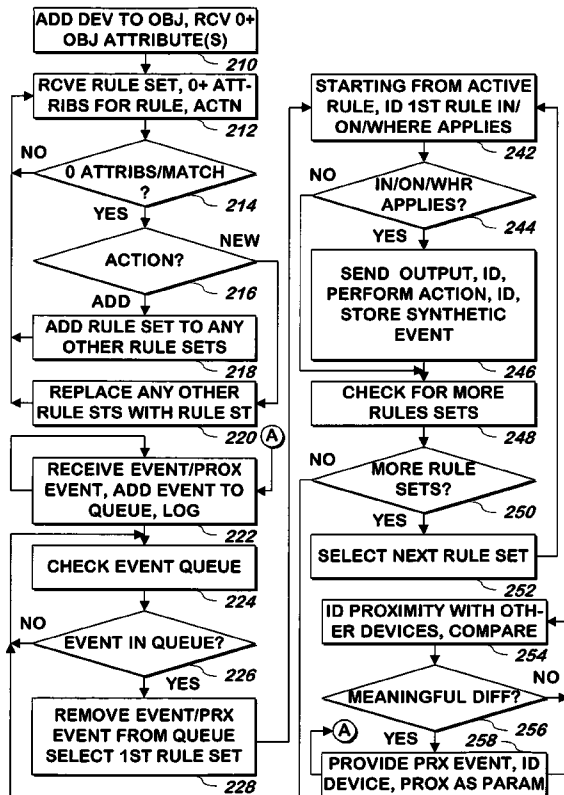 ADD DEV TO OBJ, RCV 0+
OBJ ATTRIBUTE(S)
210
RCVE RULE SET, 0+ ATT-
RIBS FOR RULE, ACTN
212
NO
0 ATTRIBS/MATCH
?
214
YES
NEW
ACTION?
216
ADD
ADD RULE SET TO ANY
OTHER RULE SETS
218
REPLACE ANY OTHER
RULE STS WITH RULE ST
220
A
RECEIVE EVENT/PROX
EVENT, ADD EVENT TO
QUEUE, LOG
222
CHECK EVENT QUEUE
224
NO
EVENT IN QUEUE?
226
YES
REMOVE EVENT/PRX
EVENT FROM QUEUE
SELECT 1ST RULE SET
228
STARTING FROM ACTIVE
RULE, ID 1ST RULE IN/
ON/WHERE APPLIES
242
NO
IN/ON/WHR
APPLIES?
244
YES
SEND OUTPUT, ID,
PERFORM ACTION, ID,
STORE SYNTHETIC
EVENT
246
CHECK FOR MORE
RULES SETS
248
NO
MORE RULE
SETS?
250
YES
SELECT NEXT RULE SET
252
ID PROXIMITY WITH OTH-
ER DEVICES, COMPARE
254
NO
MEANINGFUL DIFF?
256
A
YES
258
PROVIDE PRX EVENT, ID
DEVICE, PROX AS PARAM